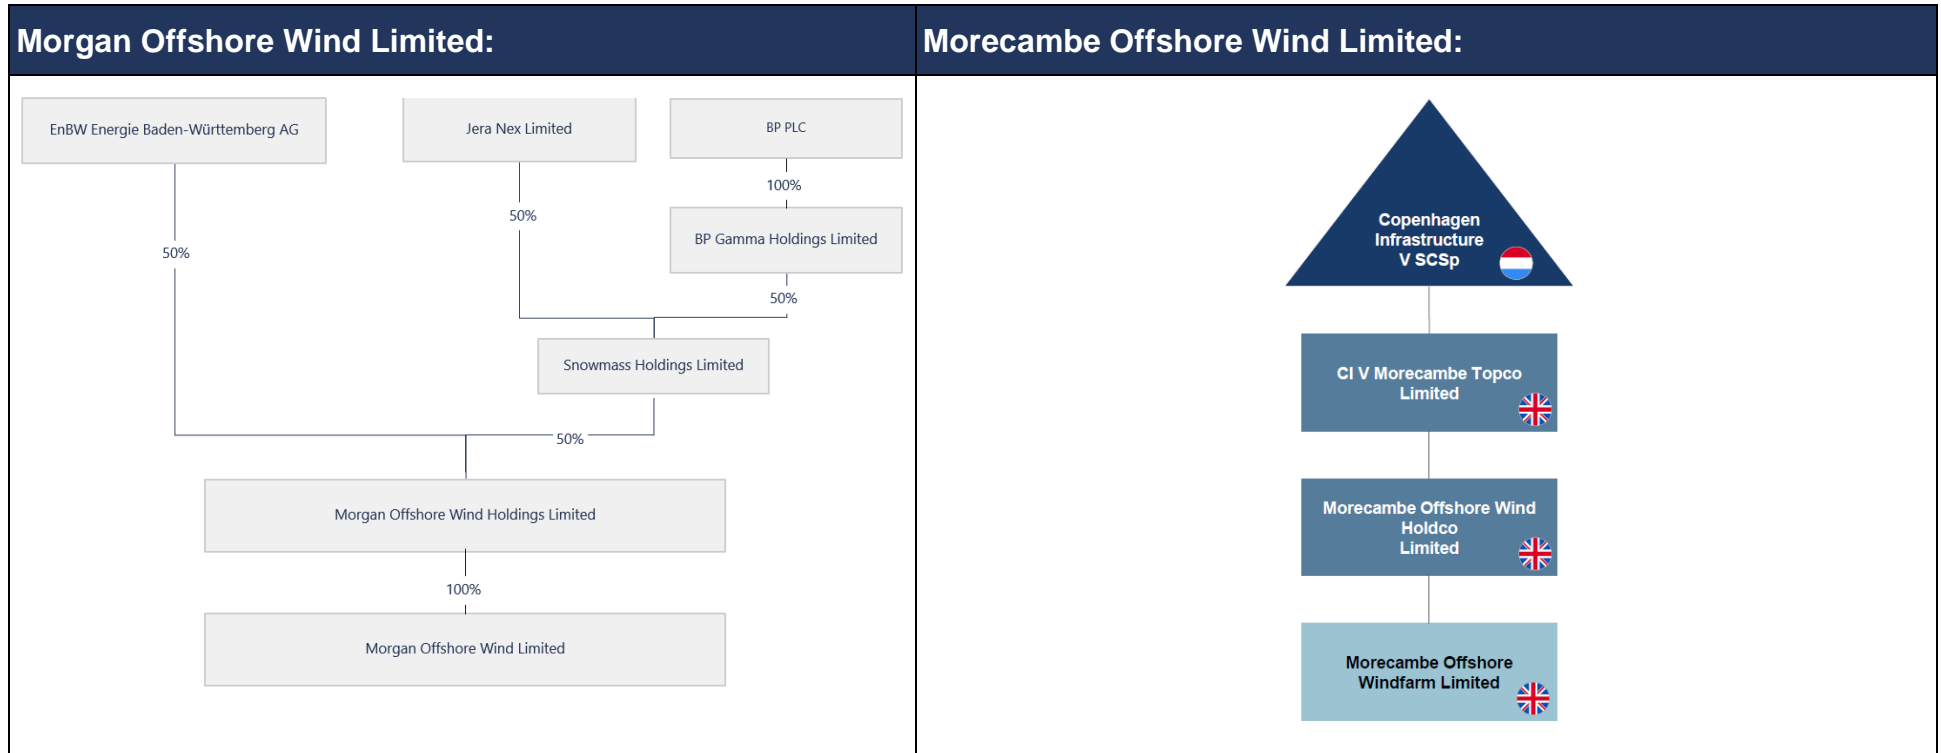 Morgan Offshore Wind Limited:
Morecambe Offshore Wind Limited:
EnBW Energie Baden-Württemberg AG
Jera Nex Limited
BP PLC
100%
50%
BP Gamma Holdings Limited
50%
50%
Snowmass Holdings Limited
50%
Morgan Offshore Wind Holdings Limited
100%
Morgan Offshore Wind Limited
Copenhagen
Infrastructure
V SCSp
CI V Morecambe Topco
Limited
Morecambe Offshore Wind
Holdco
Limited
Morecambe Offshore
Windfarm Limited